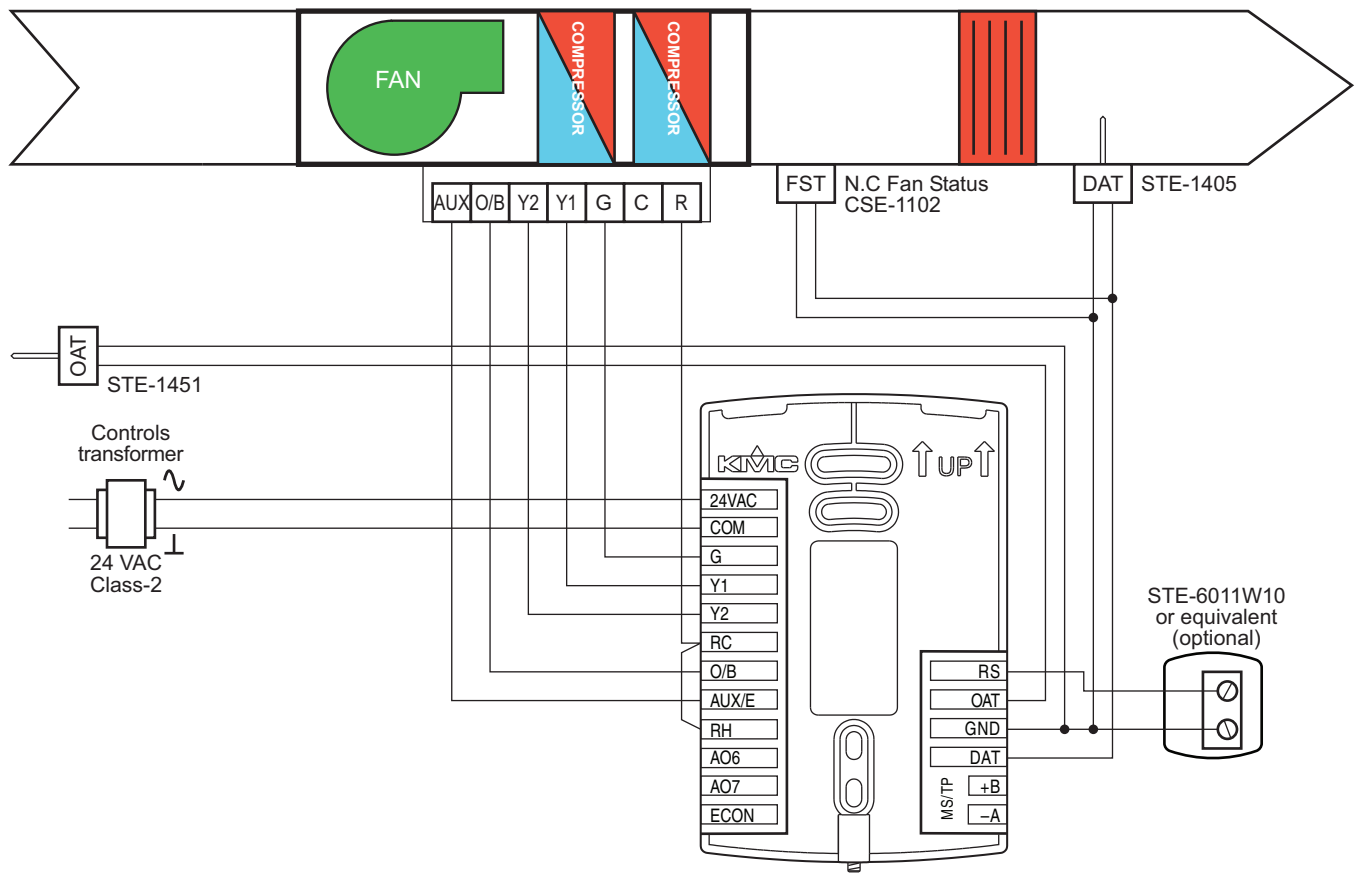 FAN
COMPRESSOR
COMPRESSOR
AUX O/B Y2 Y1 G C R
FST
N.C Fan Status
CSE-1102
DAT
STE-1405
OAT
STE-1451
Controls
transformer
24 VAC
Class-2
KMC
UP
24VAC
COM
G
Y1
Y2
RC
O/B
AUX/E
RH
AO6
AO7
ECON
RS
OAT
GND
DAT
MS/TP
+B
–A
STE-6011W10
or equivalent
(optional)